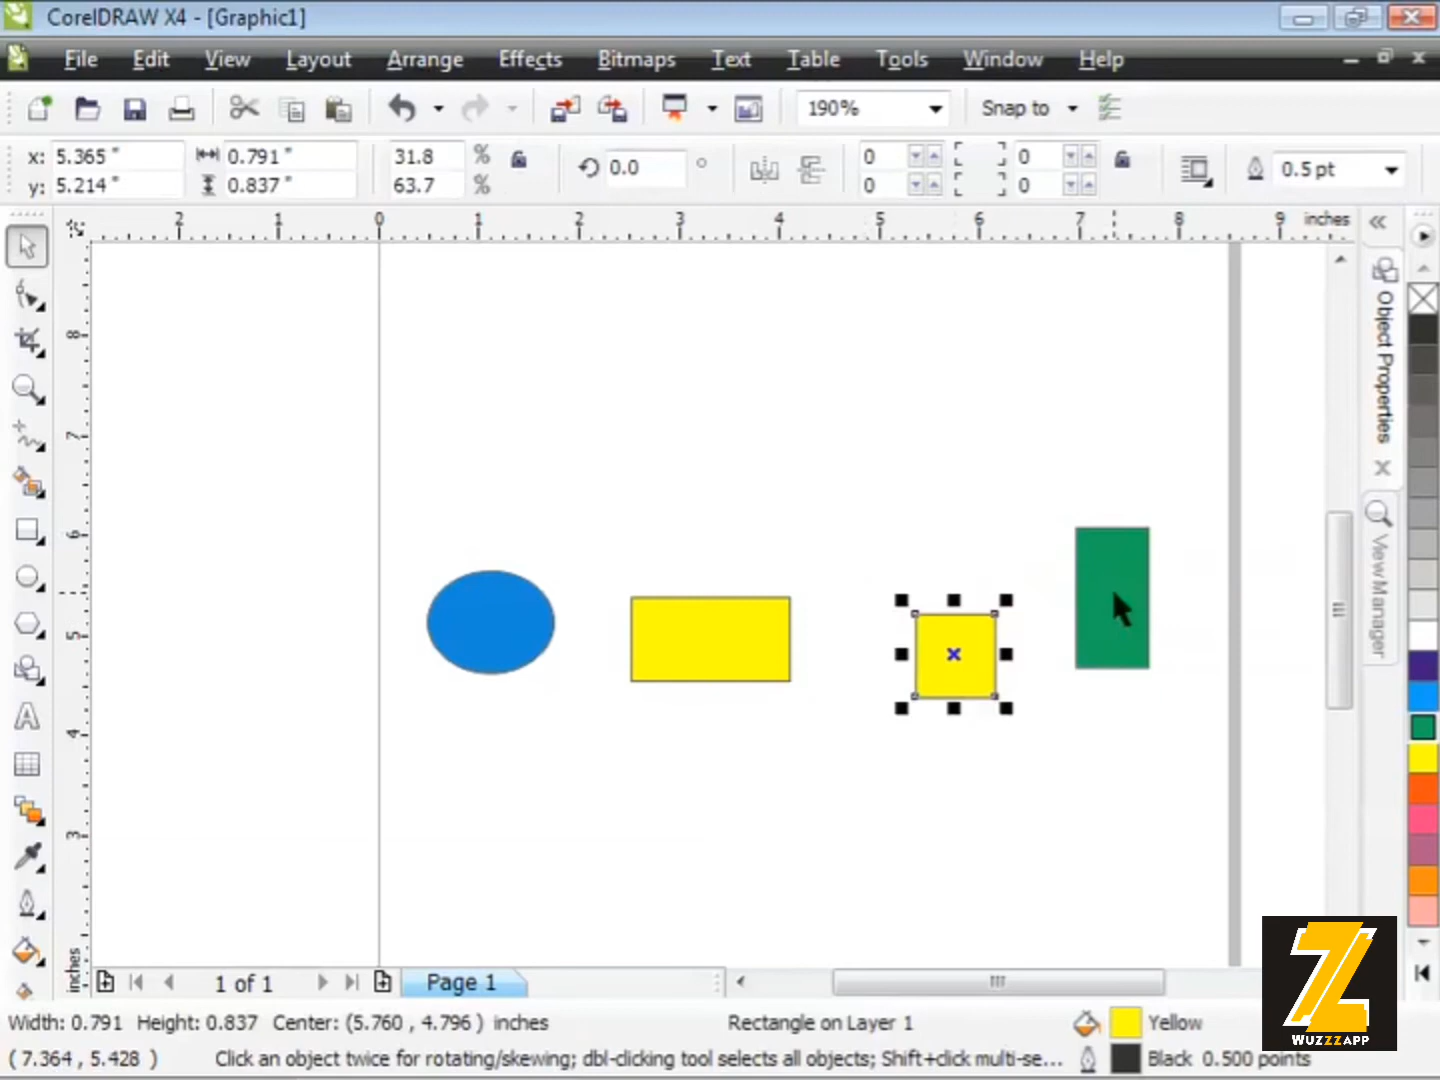 CorelDRAW X4 - [Graphic1]
File Edit View Layout Arrange Effects Bitmaps Text Table Tools Window Help
190% Snap to
x: 5.365 " 0.791 " 31.8 % 0.0 ° 0 0 0.5 pt
y: 5.214 " 0.837 " 63.7 % 0 0
2 1 0 1 2 3 4 5 6 7 8 9 inches
8
7
6
5
4
3
inches
Object Properties
View Manager
A
1 of 1 Page 1
Width: 0.791 Height: 0.837 Center: (5.760 , 4.796 ) inches Rectangle on Layer 1 Yellow
( 7.364 , 5.428 ) Click an object twice for rotating/skewing; dbl-clicking tool selects all objects; Shift+click multi-se... Black 0.500 points
Z
WUZZZAPP